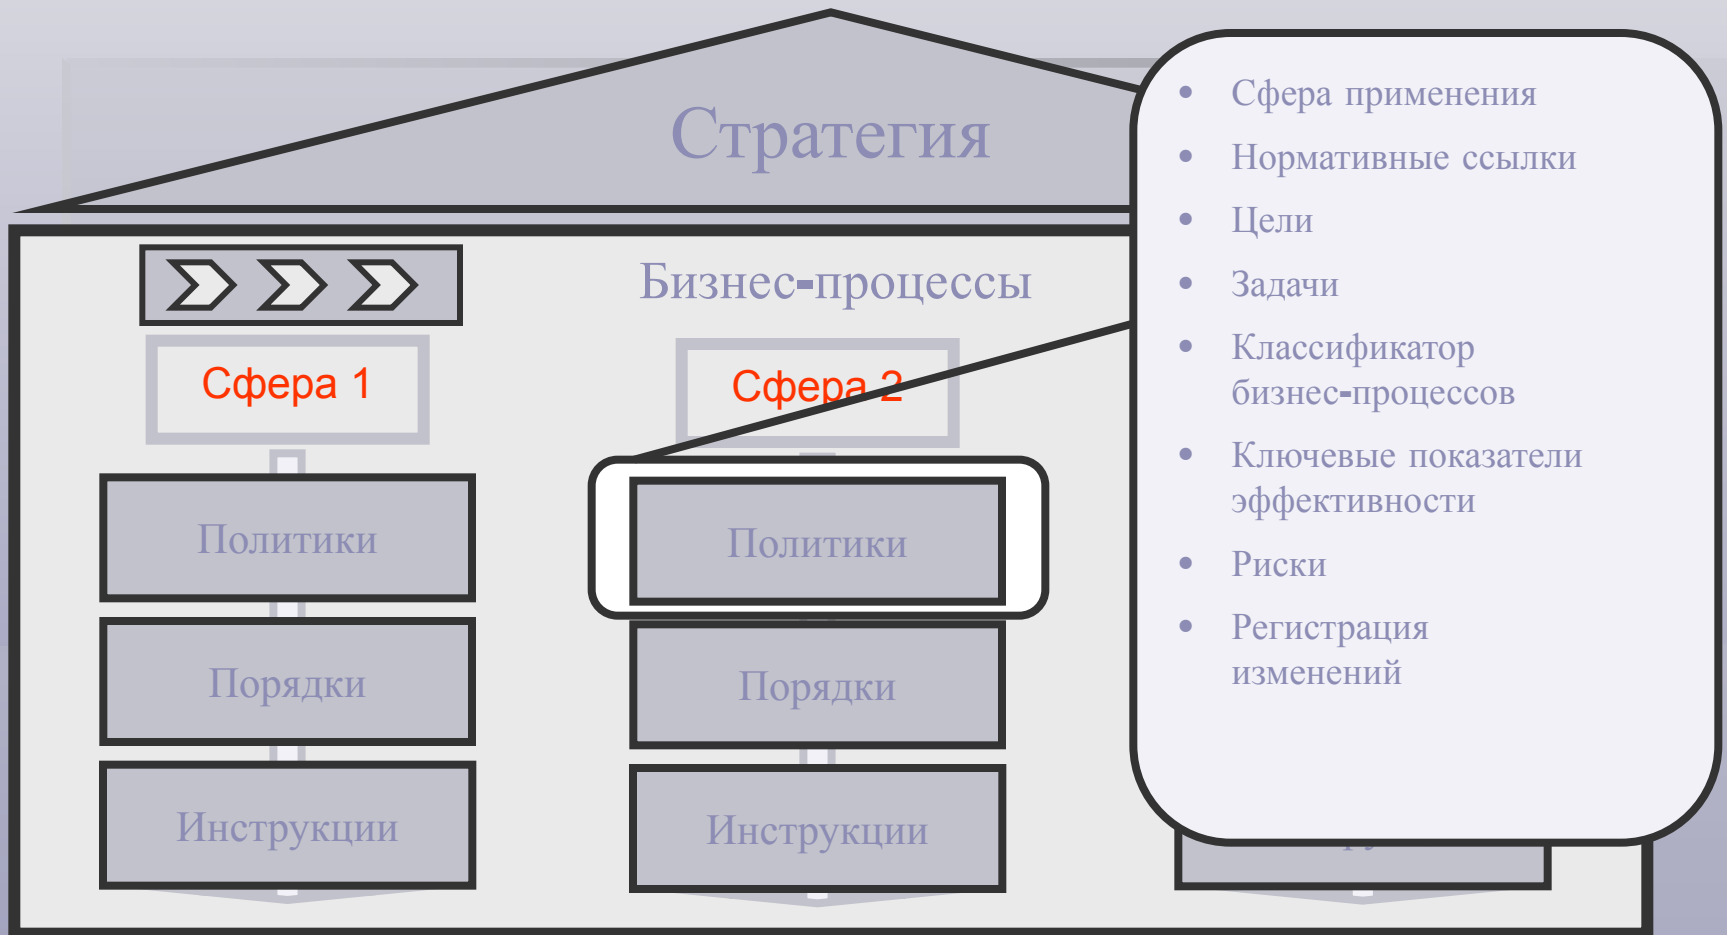 Стратегия
Бизнес-процессы
Сфера 1
Политики
Порядки
Инструкции
Сфера 2
Политики
Порядки
Инструкции
• Сфера применения
• Нормативные ссылки
• Цели
• Задачи
• Классификатор
бизнес-процессов
• Ключевые показатели
эффективности
• Риски
• Регистрация
изменений